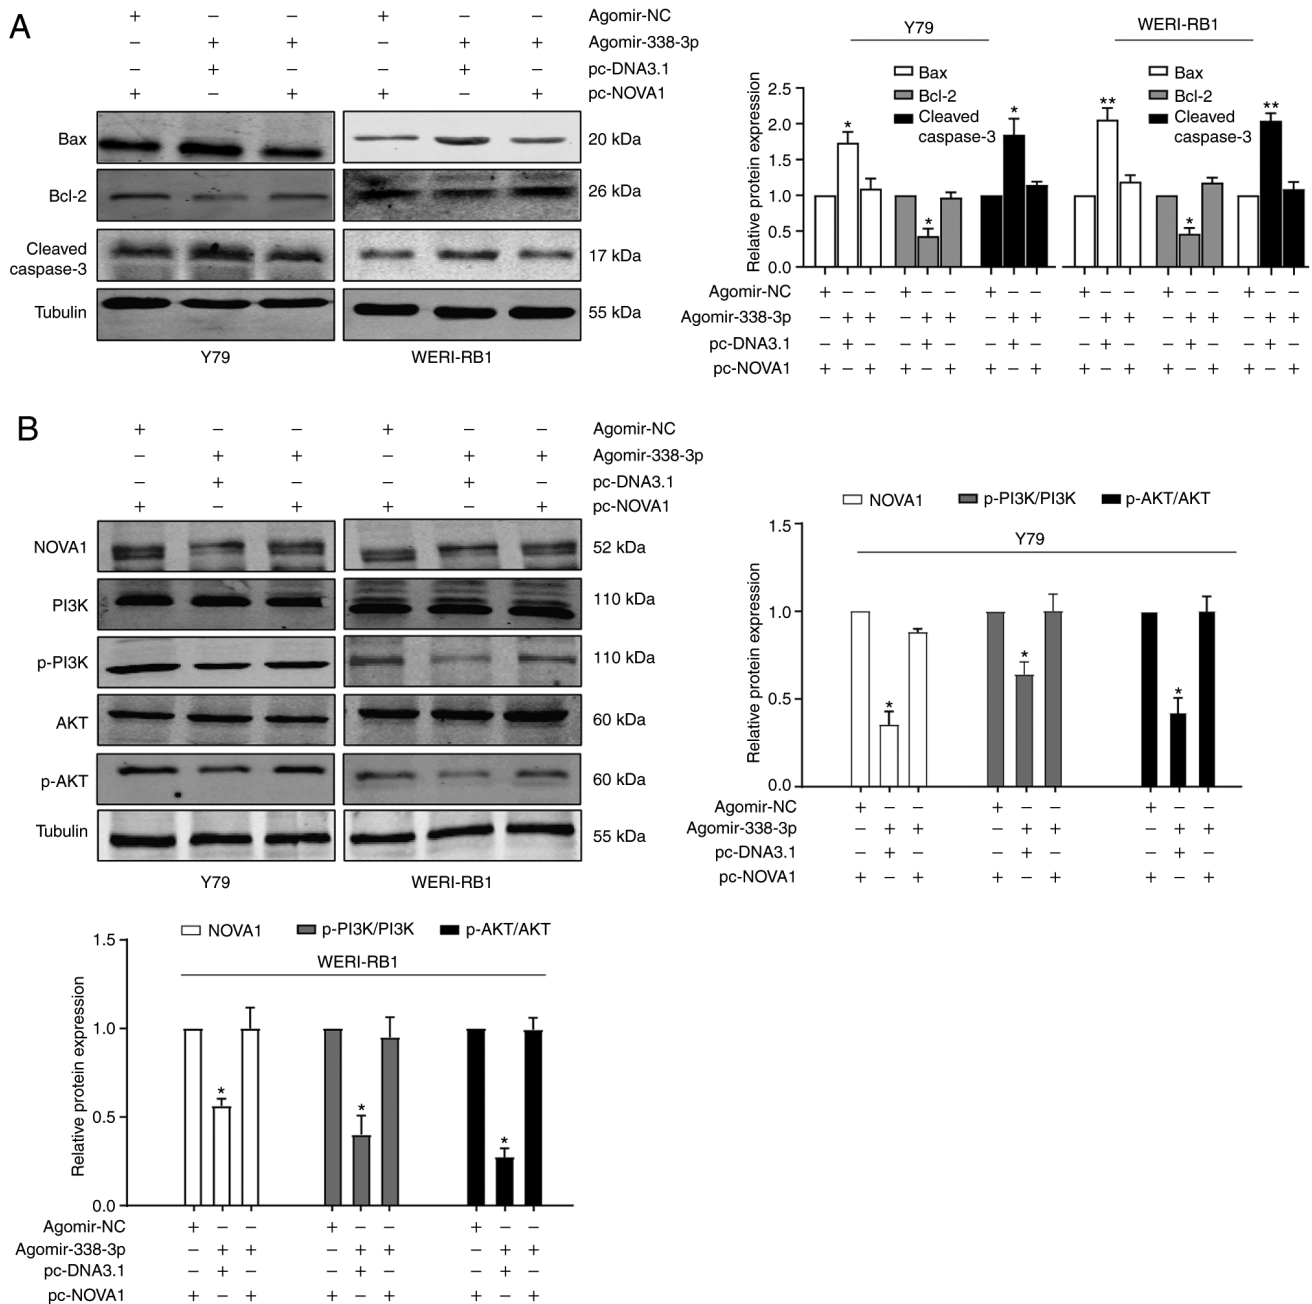 A
+ − − + − − Agomir-NC
− + + − + + Agomir-338-3p
− + − − + − pc-DNA3.1
+ − + + − + pc-NOVA1
Bax 20 kDa
Bcl-2 26 kDa
Cleaved
caspase-3 17 kDa
Tubulin 55 kDa
Y79 WERI-RB1
Y79 WERI-RB1
Bax Bax
Bcl-2 Bcl-2
Cleaved
caspase-3
Cleaved
caspase-3
Relative protein expression
2.5
2.0
1.5
1.0
0.5
0.0
* * * ** * **
Agomir-NC + − − + − − + − − + − − + − − + − −
Agomir-338-3p − + + − + + − + + − + + − + + − + +
pc-DNA3.1 − + − − + − − + − − + − − + − − + −
pc-NOVA1 + − + + − + + − + + − + + − + + − +
B
+ − − + − − Agomir-NC
− + + − + + Agomir-338-3p
− + − − + − pc-DNA3.1
+ − + + − + pc-NOVA1
NOVA1 52 kDa
PI3K 110 kDa
p-PI3K 110 kDa
AKT 60 kDa
p-AKT 60 kDa
Tubulin 55 kDa
Y79 WERI-RB1
NOVA1 p-PI3K/PI3K p-AKT/AKT
Y79
Relative protein expression
1.5
1.0
0.5
0.0
* * *
Agomir-NC + − − + − − + − −
Agomir-338-3p − + + − + + − + +
pc-DNA3.1 − + − − + − − + −
pc-NOVA1 + − + + − + + − +
NOVA1 p-PI3K/PI3K p-AKT/AKT
WERI-RB1
Relative protein expression
1.5
1.0
0.5
0.0
* * *
Agomir-NC + − − + − − + − −
Agomir-338-3p − + + − + + − + +
pc-DNA3.1 − + − − + − − + −
pc-NOVA1 + − + + − + + − +